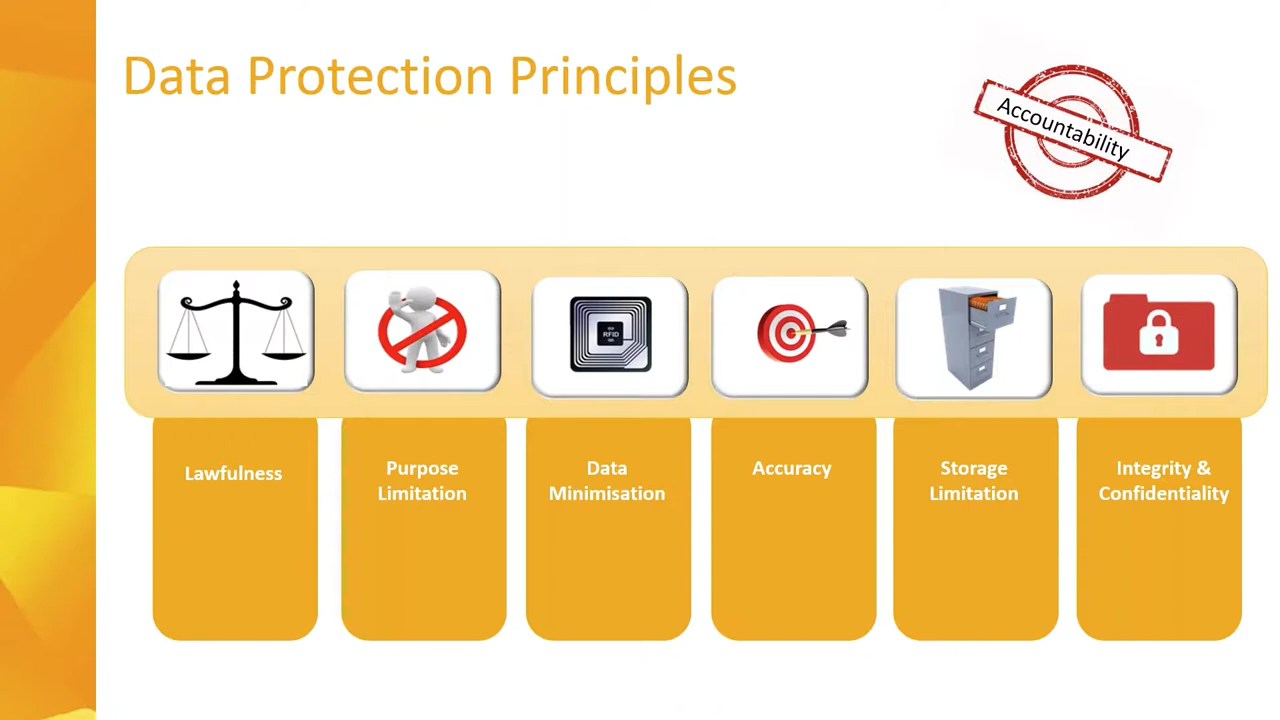 Data Protection Principles
Accountability
RFID
Lawfulness
Purpose
Limitation
Data
Minimisation
Accuracy
Storage
Limitation
Integrity &
Confidentiality